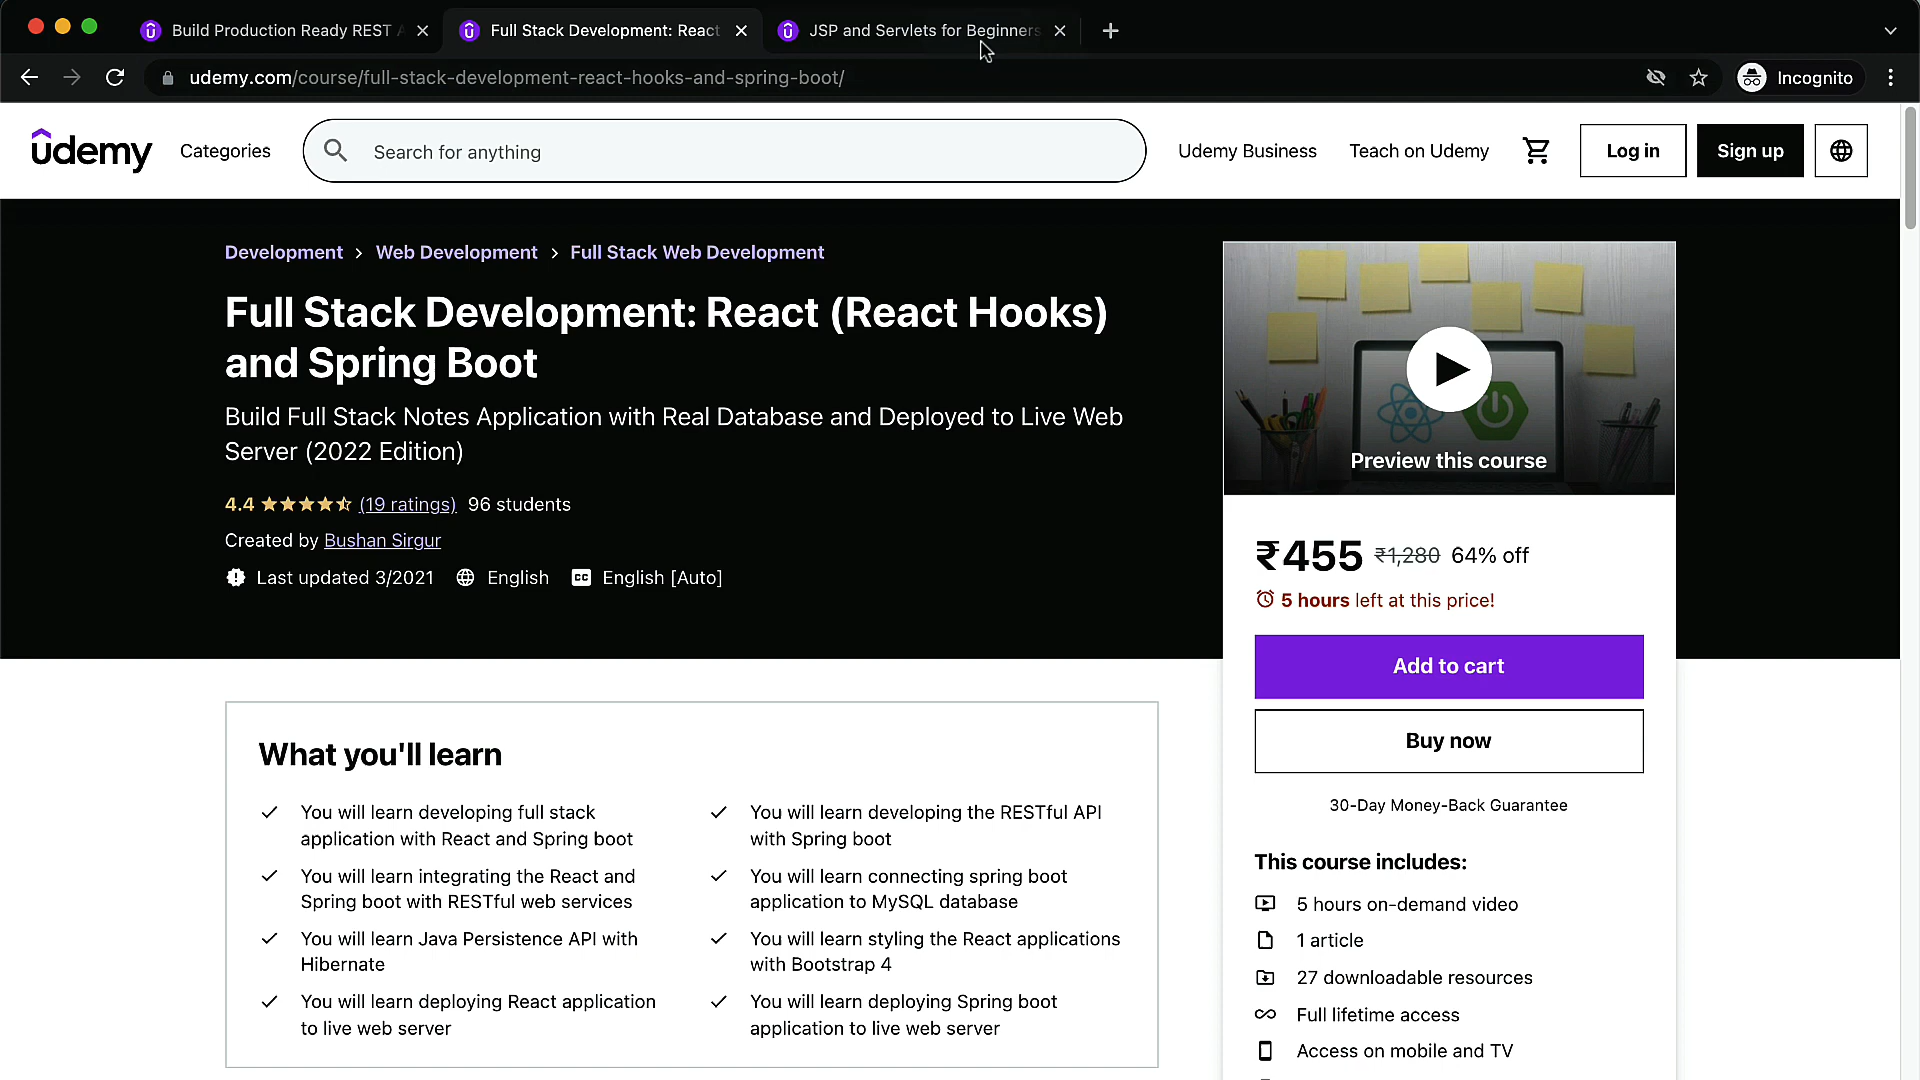 Build Production Ready REST A
Full Stack Development: React
JSP and Servlets for Beginners
udemy.com/course/full-stack-development-react-hooks-and-spring-boot/
Incognito
udemy
Categories
Search for anything
Udemy Business
Teach on Udemy
Log in
Sign up
Development > Web Development > Full Stack Web Development
Full Stack Development: React (React Hooks)
and Spring Boot
Build Full Stack Notes Application with Real Database and Deployed to Live Web
Server (2022 Edition)
4.4 (19 ratings) 96 students
Created by Bushan Sirgur
Last updated 3/2021 English CC English [Auto]
Preview this course
₹455 ₹1,280 64% off
5 hours left at this price!
Add to cart
Buy now
30-Day Money-Back Guarantee
This course includes:
5 hours on-demand video
1 article
27 downloadable resources
Full lifetime access
Access on mobile and TV
What you'll learn
You will learn developing full stack
application with React and Spring boot
You will learn integrating the React and
Spring boot with RESTful web services
You will learn Java Persistence API with
Hibernate
You will learn deploying React application
to live web server
You will learn developing the RESTful API
with Spring boot
You will learn connecting spring boot
application to MySQL database
You will learn styling the React applications
with Bootstrap 4
You will learn deploying Spring boot
application to live web server